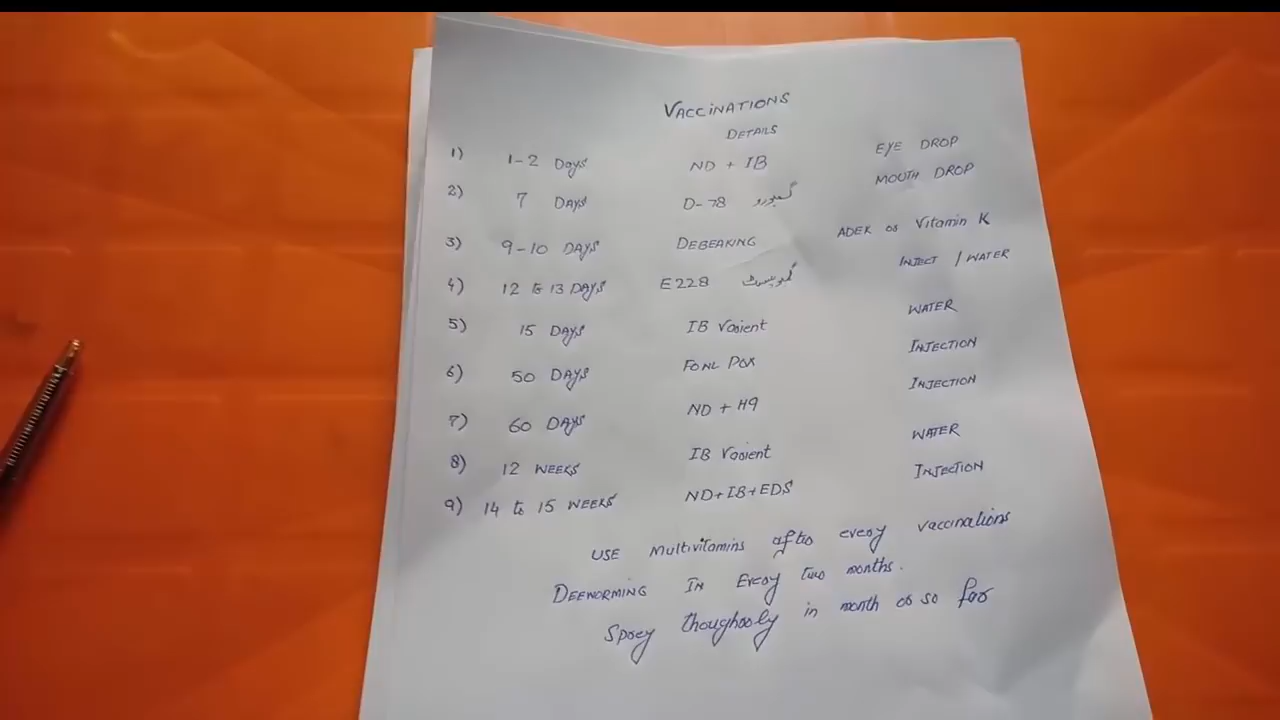 VACCINATIONS
DETAILS
1) 1-2 Days ND + IB EYE DROP
2) 7 DAYS D-78 گمبورو MOUTH DROP
3) 9-10 DAYS DEBEAKING ADEK or Vitamin K
4) 12 to 13 DAYS E228 INJECT / WATER
5) 15 DAYS IB Varient WATER
6) 50 DAYS FOWL POX INJECTION
7) 60 DAYS ND + H9 INJECTION
8) 12 WEEKS IB Varient WATER
9) 14 to 15 WEEKS ND+IB+EDS INJECTION
USE Multivitamins after every vaccinations
DEEWORMING IN Every two months.
Sprey thoughroly in month or so far